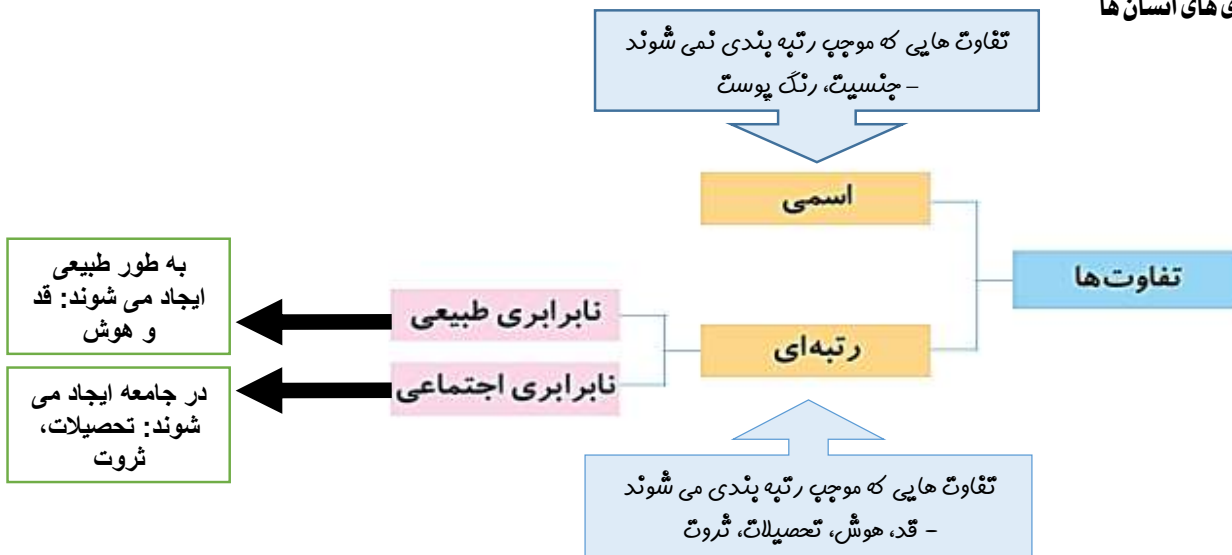 های انسان ها
تفاوت هایی که موجب رتبه بندی نمی شوند
– جنسیت، رنگ پوست
اسمی
تفاوت‌ها
رتبه‌ای
نابرابری طبیعی
نابرابری اجتماعی
به طور طبیعی
ایجاد می شوند: قد
و هوش
در جامعه ایجاد می
شوند: تحصیلات،
ثروت
تفاوت هایی که موجب رتبه بندی می شوند
– قد، هوش، تحصیلات، ثروت